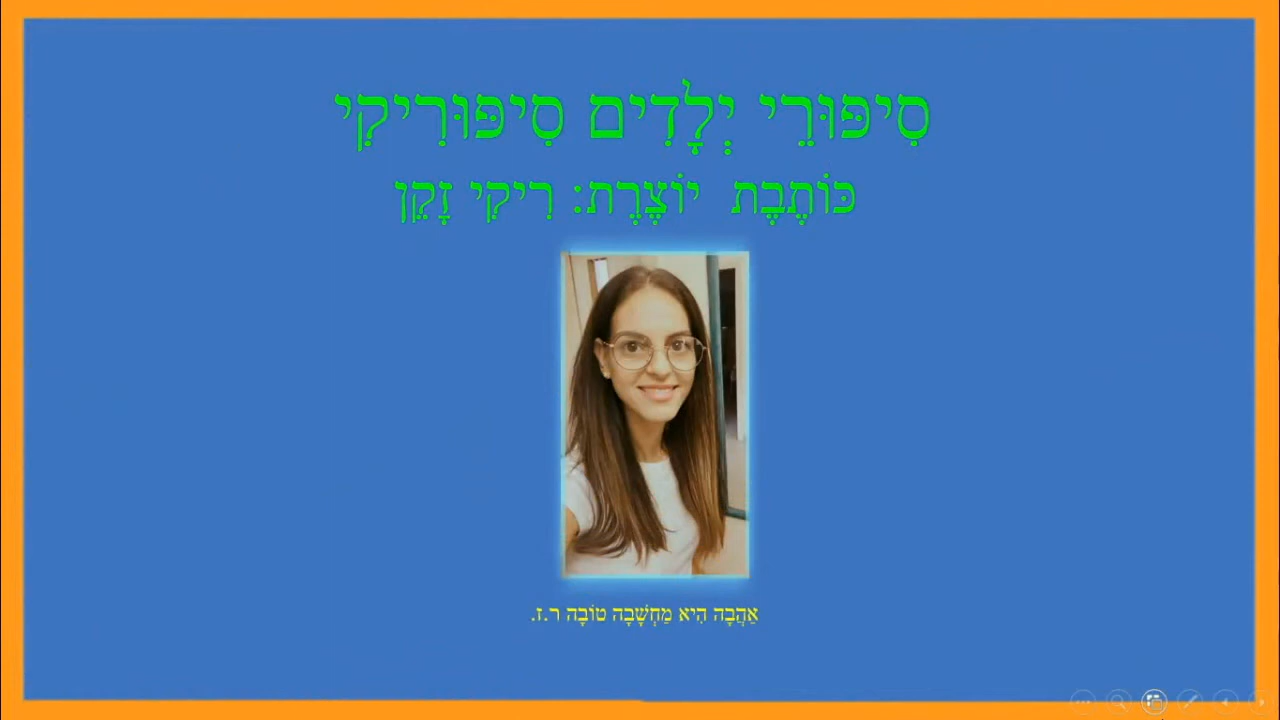 סִיפּוּרֵי יְלָדִים סִיפּוּרִיקִי
כּוֹתֶבֶת יוֹצֶרֶת: רִיקִי זָקֵן
אַהֲבָה הִיא מַחְשָׁבָה טוֹבָה ר.ז.